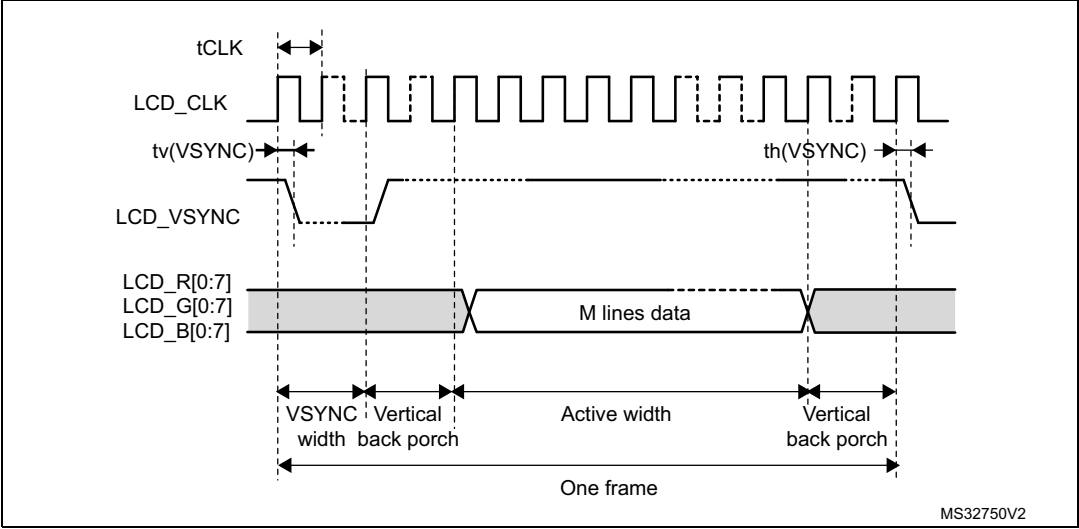 tCLK
LCD_CLK
tv(VSYNC)
th(VSYNC)
LCD_VSYNC
LCD_R[0:7]
LCD_G[0:7]
LCD_B[0:7]
M lines data
VSYNC width
Vertical back porch
Active width
Vertical back porch
One frame
MS32750V2